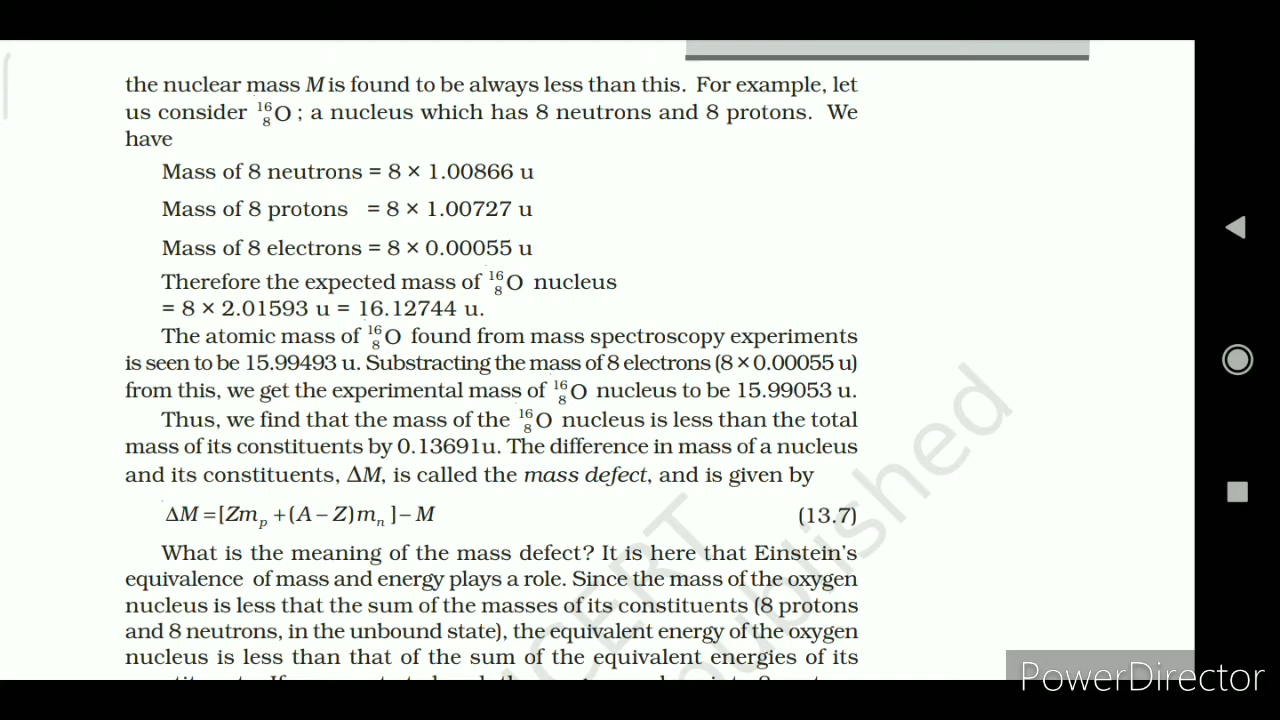 the nuclear mass M is found to be always less than this. For example, let
us consider ¹⁶₈O ; a nucleus which has 8 neutrons and 8 protons. We
have
Mass of 8 neutrons = 8 × 1.00866 u
Mass of 8 protons = 8 × 1.00727 u
Mass of 8 electrons = 8 × 0.00055 u
Therefore the expected mass of ¹⁶₈O nucleus
= 8 × 2.01593 u = 16.12744 u.
The atomic mass of ¹⁶₈O found from mass spectroscopy experiments
is seen to be 15.99493 u. Substracting the mass of 8 electrons (8 × 0.00055 u)
from this, we get the experimental mass of ¹⁶₈O nucleus to be 15.99053 u.
Thus, we find that the mass of the ¹⁶₈O nucleus is less than the total
mass of its constituents by 0.13691u. The difference in mass of a nucleus
and its constituents, ΔM, is called the mass defect, and is given by
ΔM = [Zmₚ + (A − Z)mₙ ] − M (13.7)
What is the meaning of the mass defect? It is here that Einstein's
equivalence of mass and energy plays a role. Since the mass of the oxygen
nucleus is less that the sum of the masses of its constituents (8 protons
and 8 neutrons, in the unbound state), the equivalent energy of the oxygen
nucleus is less than that of the sum of the equivalent energies of its
NCERT
published
PowerDirector